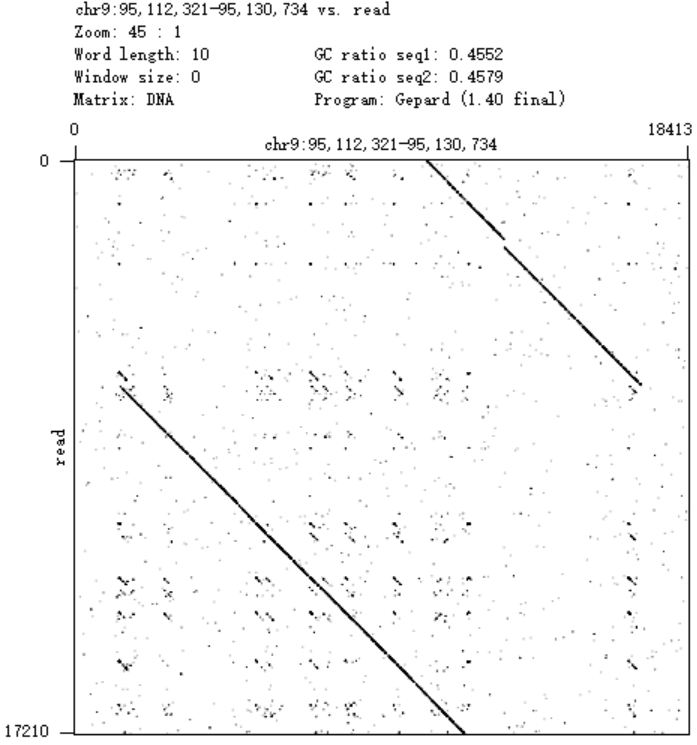 chr9:95,112,321-95,130,734 vs. read
Zoom: 45 : 1
Word length: 10 GC ratio seq1: 0.4552
Window size: 0 GC ratio seq2: 0.4579
Matrix: DNA Program: Gepard (1.40 final)
0 18413
chr9:95,112,321-95,130,734
0
read
17210